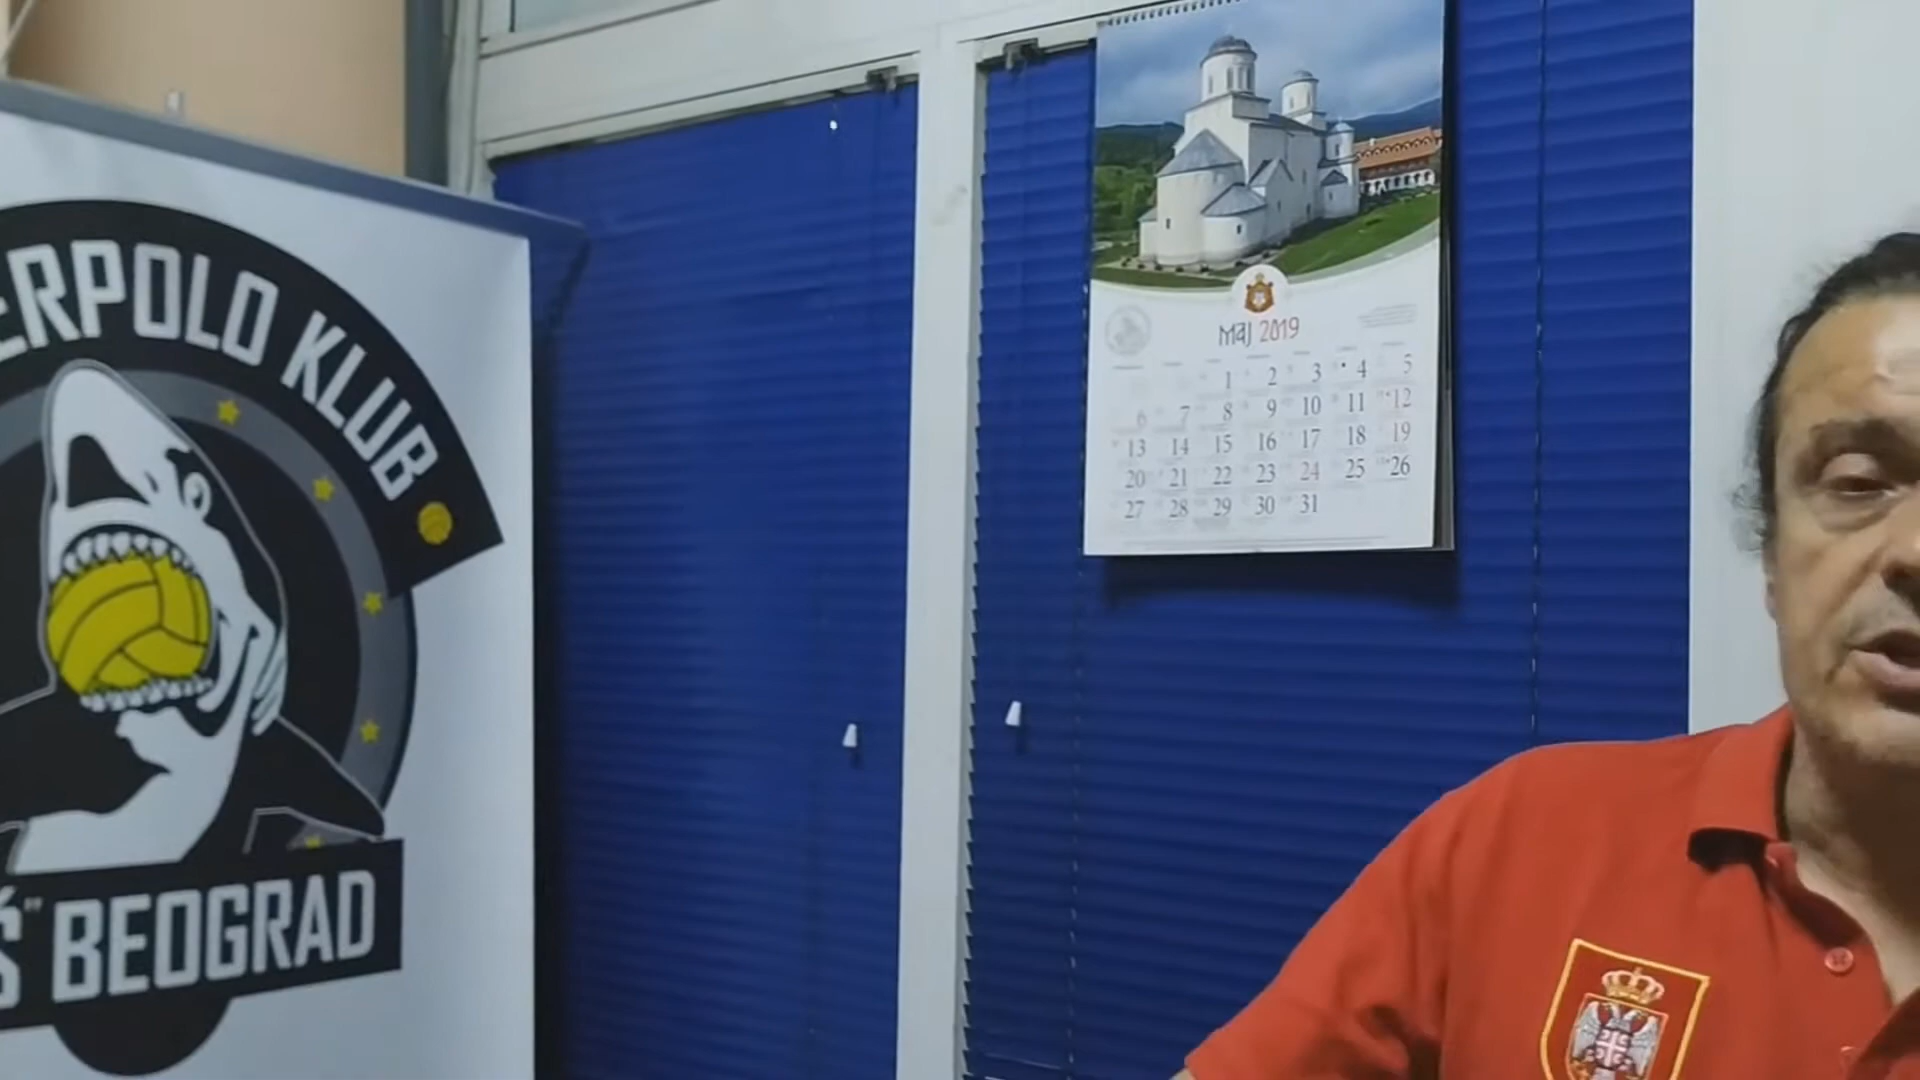 ERPOLO KLUB
Š" BEOGRAD
MAJ 2019
1 2 3 4 5
6 7 8 9 10 11 12
13 14 15 16 17 18 19
20 21 22 23 24 25 26
27 28 29 30 31